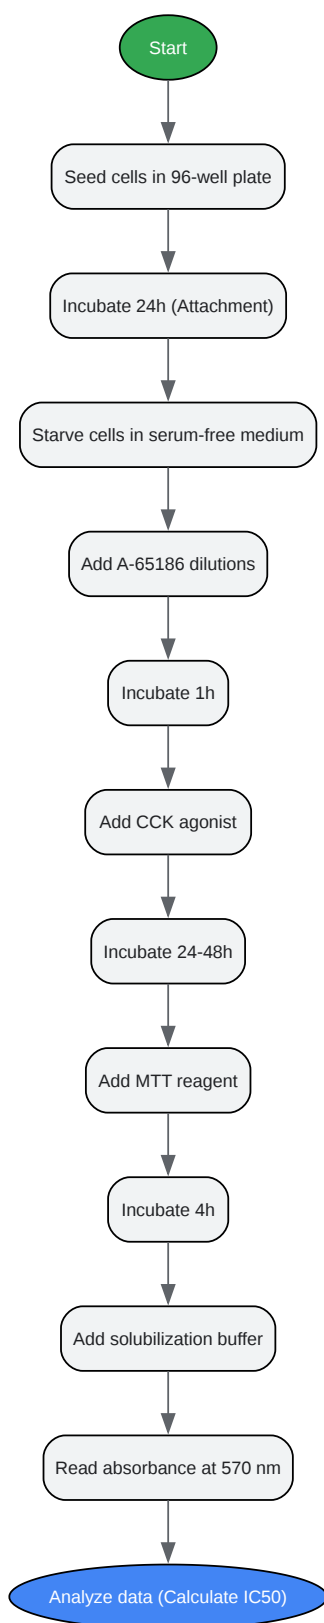 Start
Seed cells in 96-well plate
Incubate 24h (Attachment)
Starve cells in serum-free medium
Add A-65186 dilutions
Incubate 1h
Add CCK agonist
Incubate 24-48h
Add MTT reagent
Incubate 4h
Add solubilization buffer
Read absorbance at 570 nm
Analyze data (Calculate IC50)